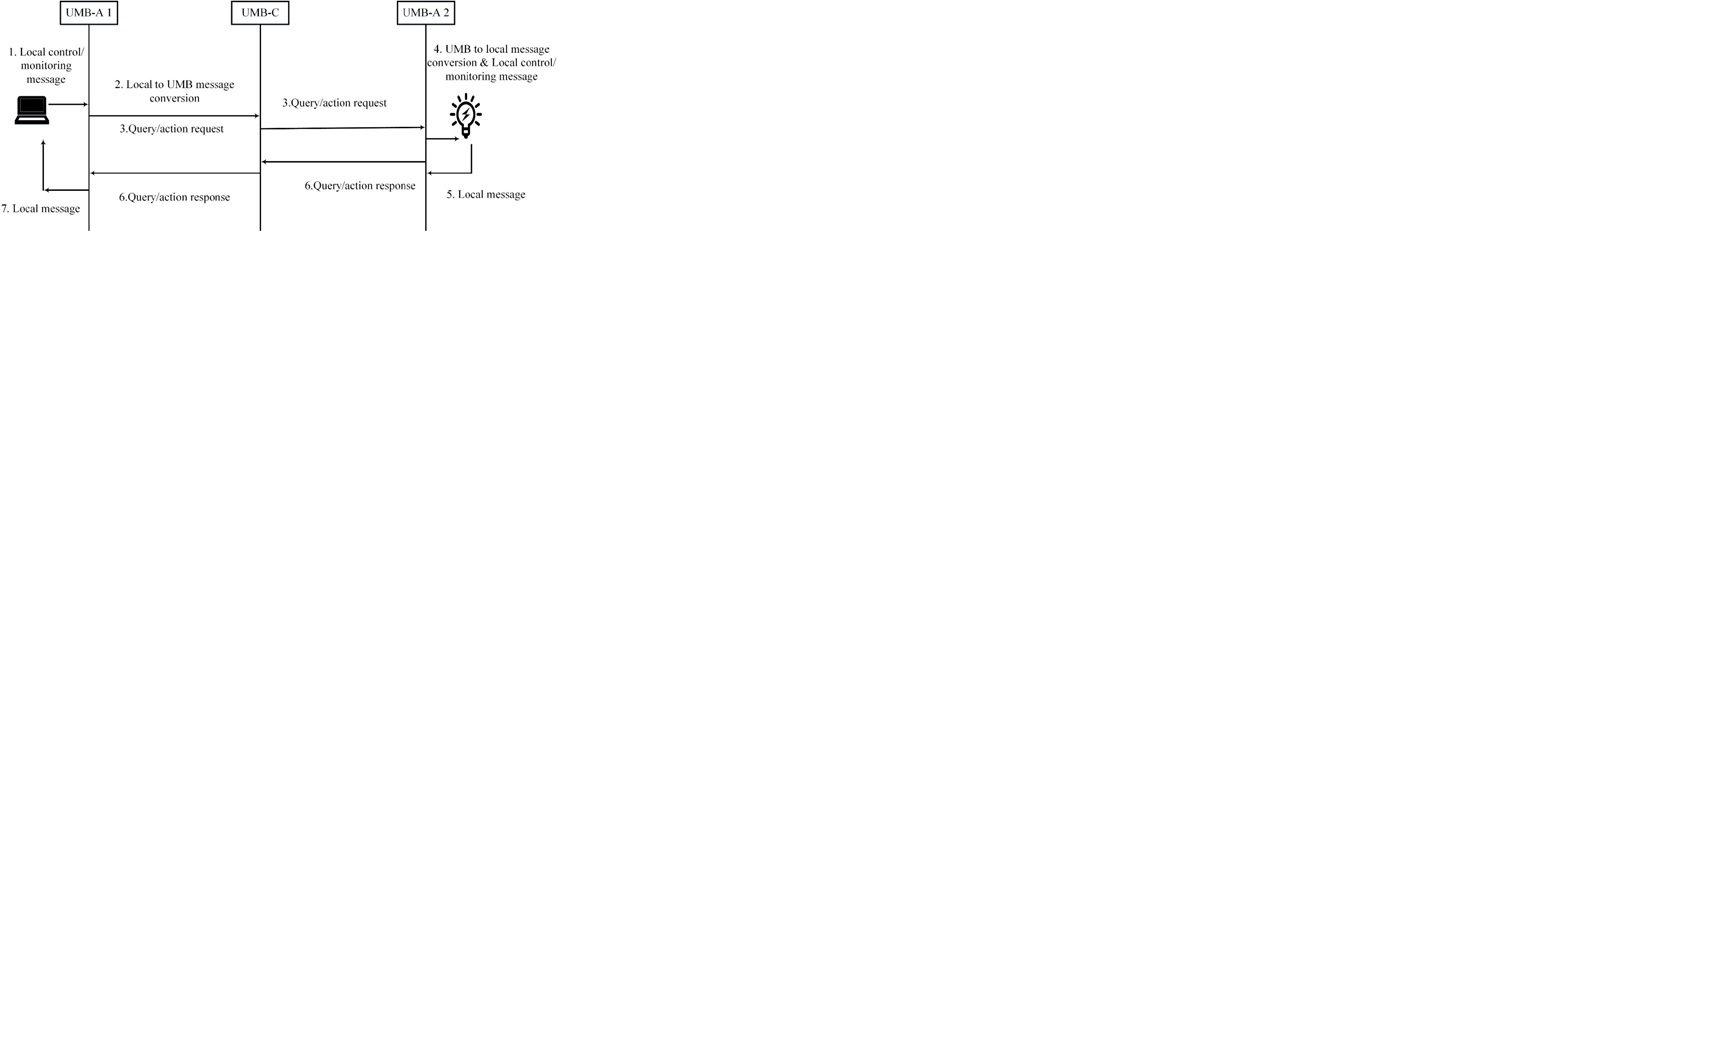 UMB-A 1
UMB-C
UMB-A 2
1. Local control/
monitoring
message
2. Local to UMB message
conversion
3.Query/action request
3.Query/action request
4. UMB to local message
conversion & Local control/
monitoring message
5. Local message
6.Query/action response
6.Query/action response
7. Local message